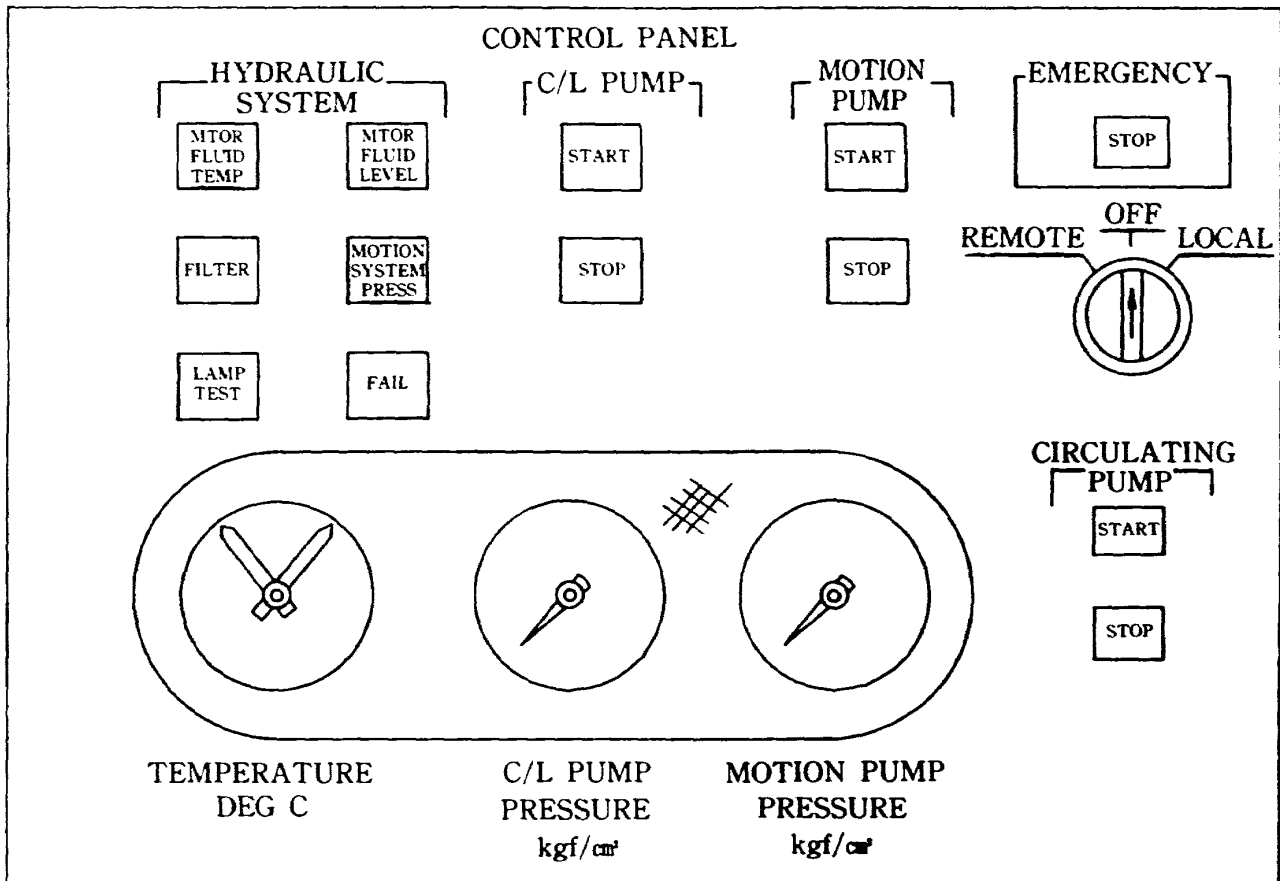 CONTROL PANEL
HYDRAULIC
SYSTEM
MTOR
FLUID
TEMP
MTOR
FLUID
LEVEL
FILTER
MOTION
SYSTEM
PRESS
LAMP
TEST
FAIL
C/L PUMP
START
STOP
MOTION
PUMP
START
STOP
EMERGENCY
STOP
REMOTE
OFF
LOCAL
CIRCULATING
PUMP
START
STOP
TEMPERATURE
DEG C
C/L PUMP
PRESSURE
kgf/cm²
MOTION PUMP
PRESSURE
kgf/cm²